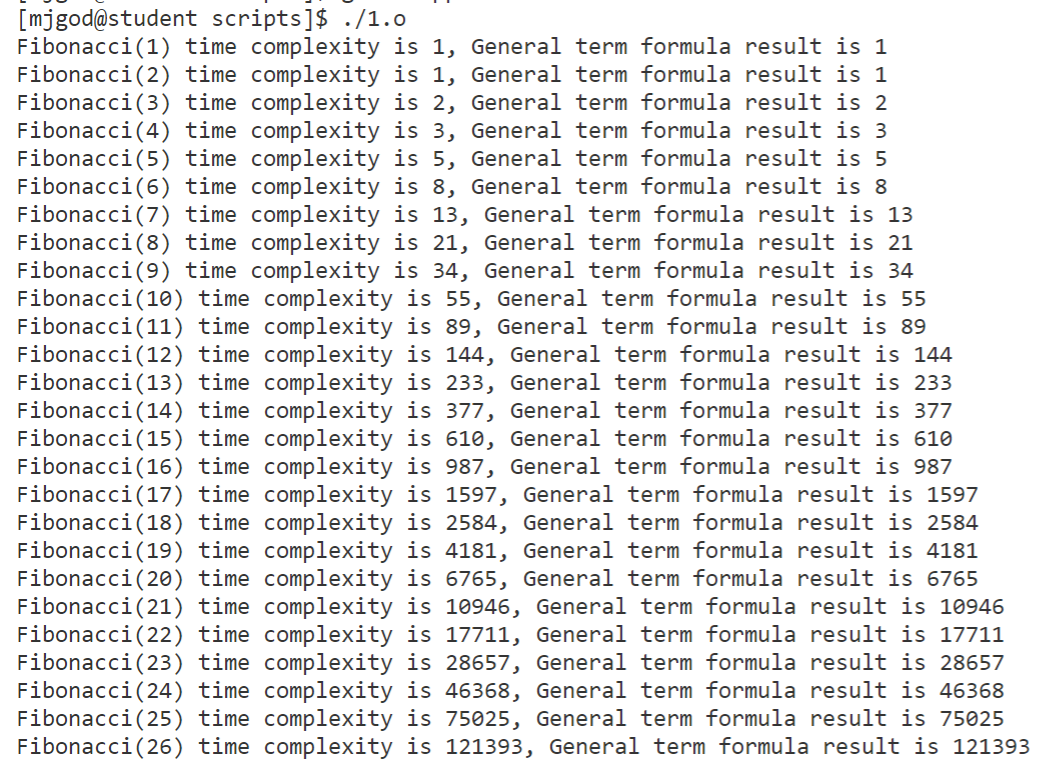 [mjgod@student scripts]$ ./1.o
Fibonacci(1) time complexity is 1, General term formula result is 1
Fibonacci(2) time complexity is 1, General term formula result is 1
Fibonacci(3) time complexity is 2, General term formula result is 2
Fibonacci(4) time complexity is 3, General term formula result is 3
Fibonacci(5) time complexity is 5, General term formula result is 5
Fibonacci(6) time complexity is 8, General term formula result is 8
Fibonacci(7) time complexity is 13, General term formula result is 13
Fibonacci(8) time complexity is 21, General term formula result is 21
Fibonacci(9) time complexity is 34, General term formula result is 34
Fibonacci(10) time complexity is 55, General term formula result is 55
Fibonacci(11) time complexity is 89, General term formula result is 89
Fibonacci(12) time complexity is 144, General term formula result is 144
Fibonacci(13) time complexity is 233, General term formula result is 233
Fibonacci(14) time complexity is 377, General term formula result is 377
Fibonacci(15) time complexity is 610, General term formula result is 610
Fibonacci(16) time complexity is 987, General term formula result is 987
Fibonacci(17) time complexity is 1597, General term formula result is 1597
Fibonacci(18) time complexity is 2584, General term formula result is 2584
Fibonacci(19) time complexity is 4181, General term formula result is 4181
Fibonacci(20) time complexity is 6765, General term formula result is 6765
Fibonacci(21) time complexity is 10946, General term formula result is 10946
Fibonacci(22) time complexity is 17711, General term formula result is 17711
Fibonacci(23) time complexity is 28657, General term formula result is 28657
Fibonacci(24) time complexity is 46368, General term formula result is 46368
Fibonacci(25) time complexity is 75025, General term formula result is 75025
Fibonacci(26) time complexity is 121393, General term formula result is 121393